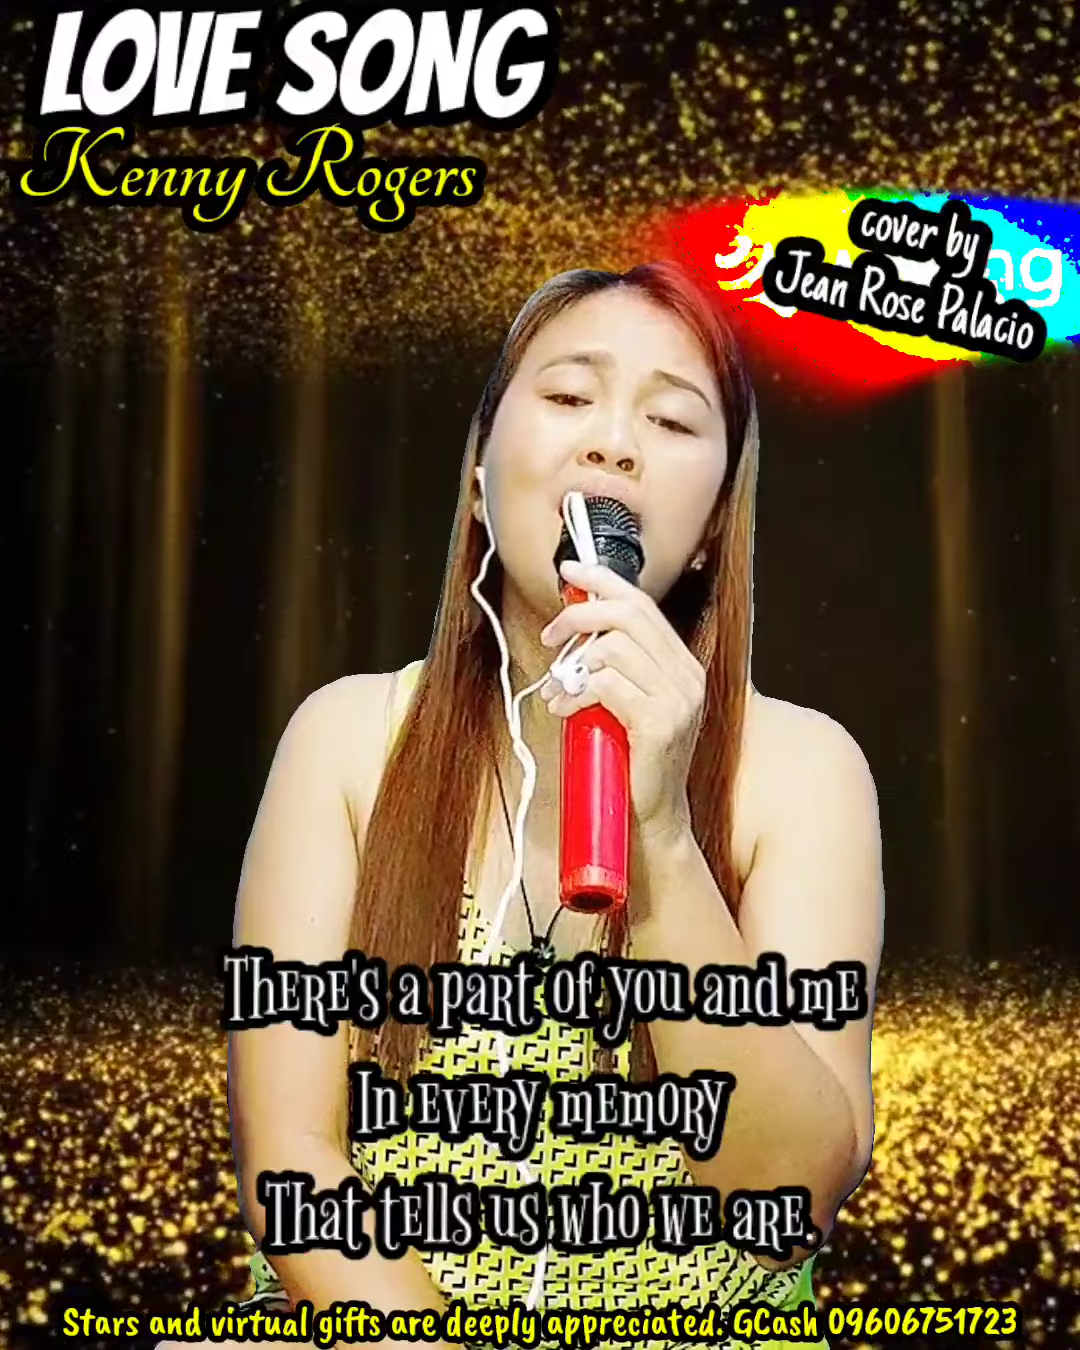 LOVE SONG
Kenny Rogers
cover by
Jean Rose Palacio
There's a part of you and me
In every memory
That tells us who we are.
Stars and virtual gifts are deeply appreciated. GCash 09606751723